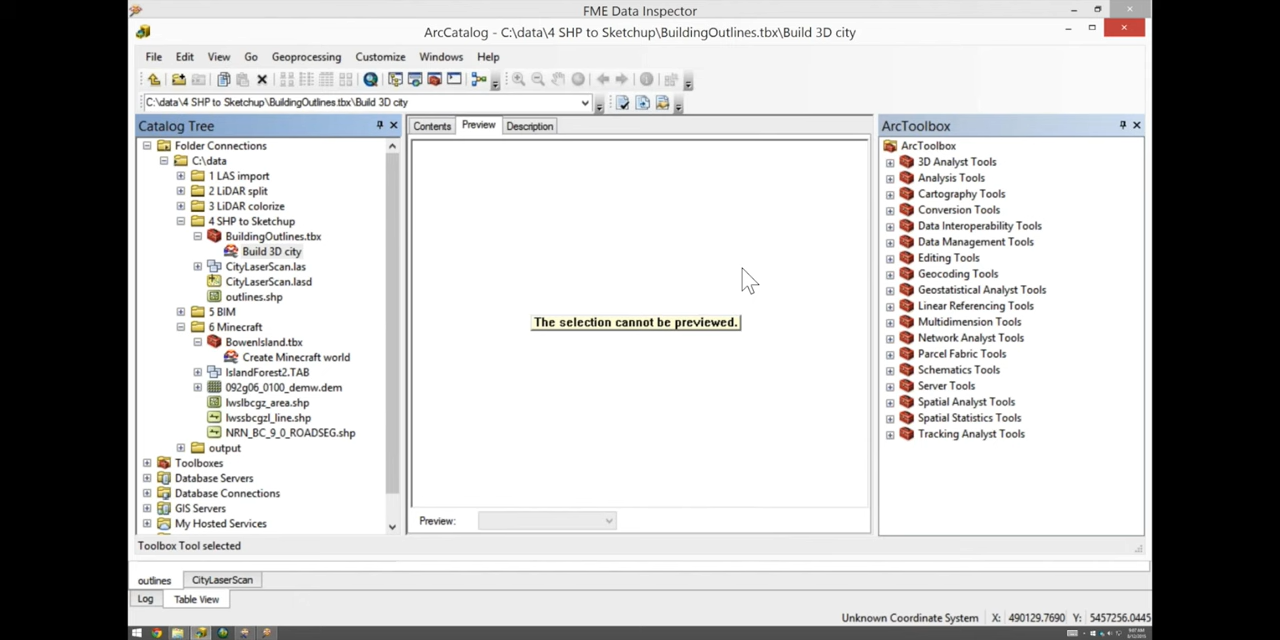 FME Data Inspector
ArcCatalog - C:\data\4 SHP to Sketchup\BuildingOutlines.tbx\Build 3D city
File Edit View Go Geoprocessing Customize Windows Help
C:\data\4 SHP to Sketchup\BuildingOutlines.tbx\Build 3D city
Catalog Tree
Folder Connections
C:\data
1 LAS import
2 LiDAR split
3 LiDAR colorize
4 SHP to Sketchup
BuildingOutlines.tbx
Build 3D city
CityLaserScan.las
CityLaserScan.lasd
outlines.shp
5 BIM
6 Minecraft
BowenIsland.tbx
Create Minecraft world
IslandForest2.TAB
092g06_0100_demw.dem
lwslbcgz_area.shp
lwssbcgzl_line.shp
NRN_BC_9_0_ROADSEG.shp
output
Toolboxes
Database Servers
Database Connections
GIS Servers
My Hosted Services
Contents Preview Description
The selection cannot be previewed.
Preview:
ArcToolbox
ArcToolbox
3D Analyst Tools
Analysis Tools
Cartography Tools
Conversion Tools
Data Interoperability Tools
Data Management Tools
Editing Tools
Geocoding Tools
Geostatistical Analyst Tools
Linear Referencing Tools
Multidimension Tools
Network Analyst Tools
Parcel Fabric Tools
Schematics Tools
Server Tools
Spatial Analyst Tools
Spatial Statistics Tools
Tracking Analyst Tools
Toolbox Tool selected
outlines CityLaserScan
Log Table View
Unknown Coordinate System X: 490129.7690 Y: 5457256.0445